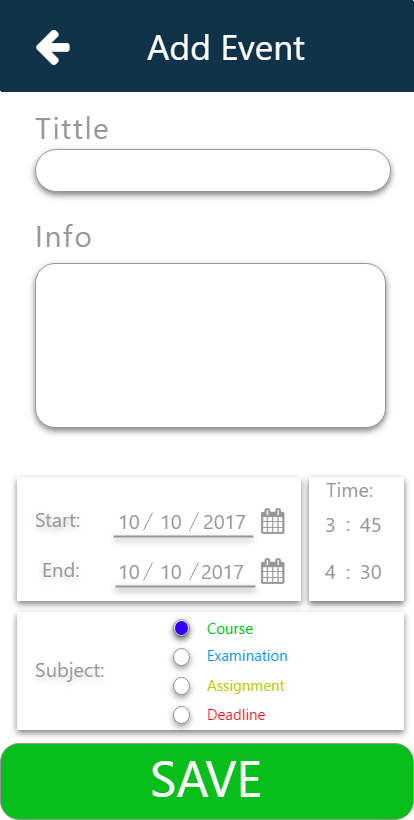 Add Event
Tittle
Info
Time:
Start: 10/ 10 /2017 3 : 45
End: 10/ 10 /2017 4 : 30
Subject:
Course
Examination
Assignment
Deadline
SAVE